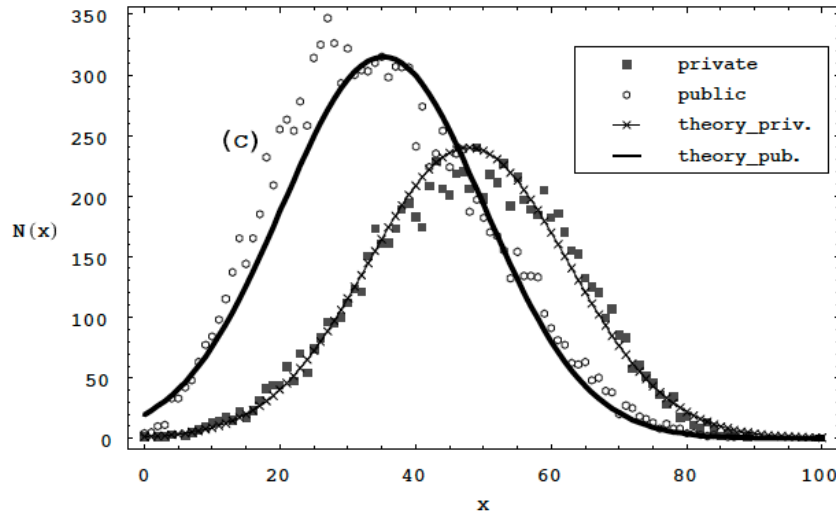 350
300
250
200
150
100
50
0
N(x)
(c)
private
public
theory_priv.
theory_pub.
0 20 40 60 80 100
x